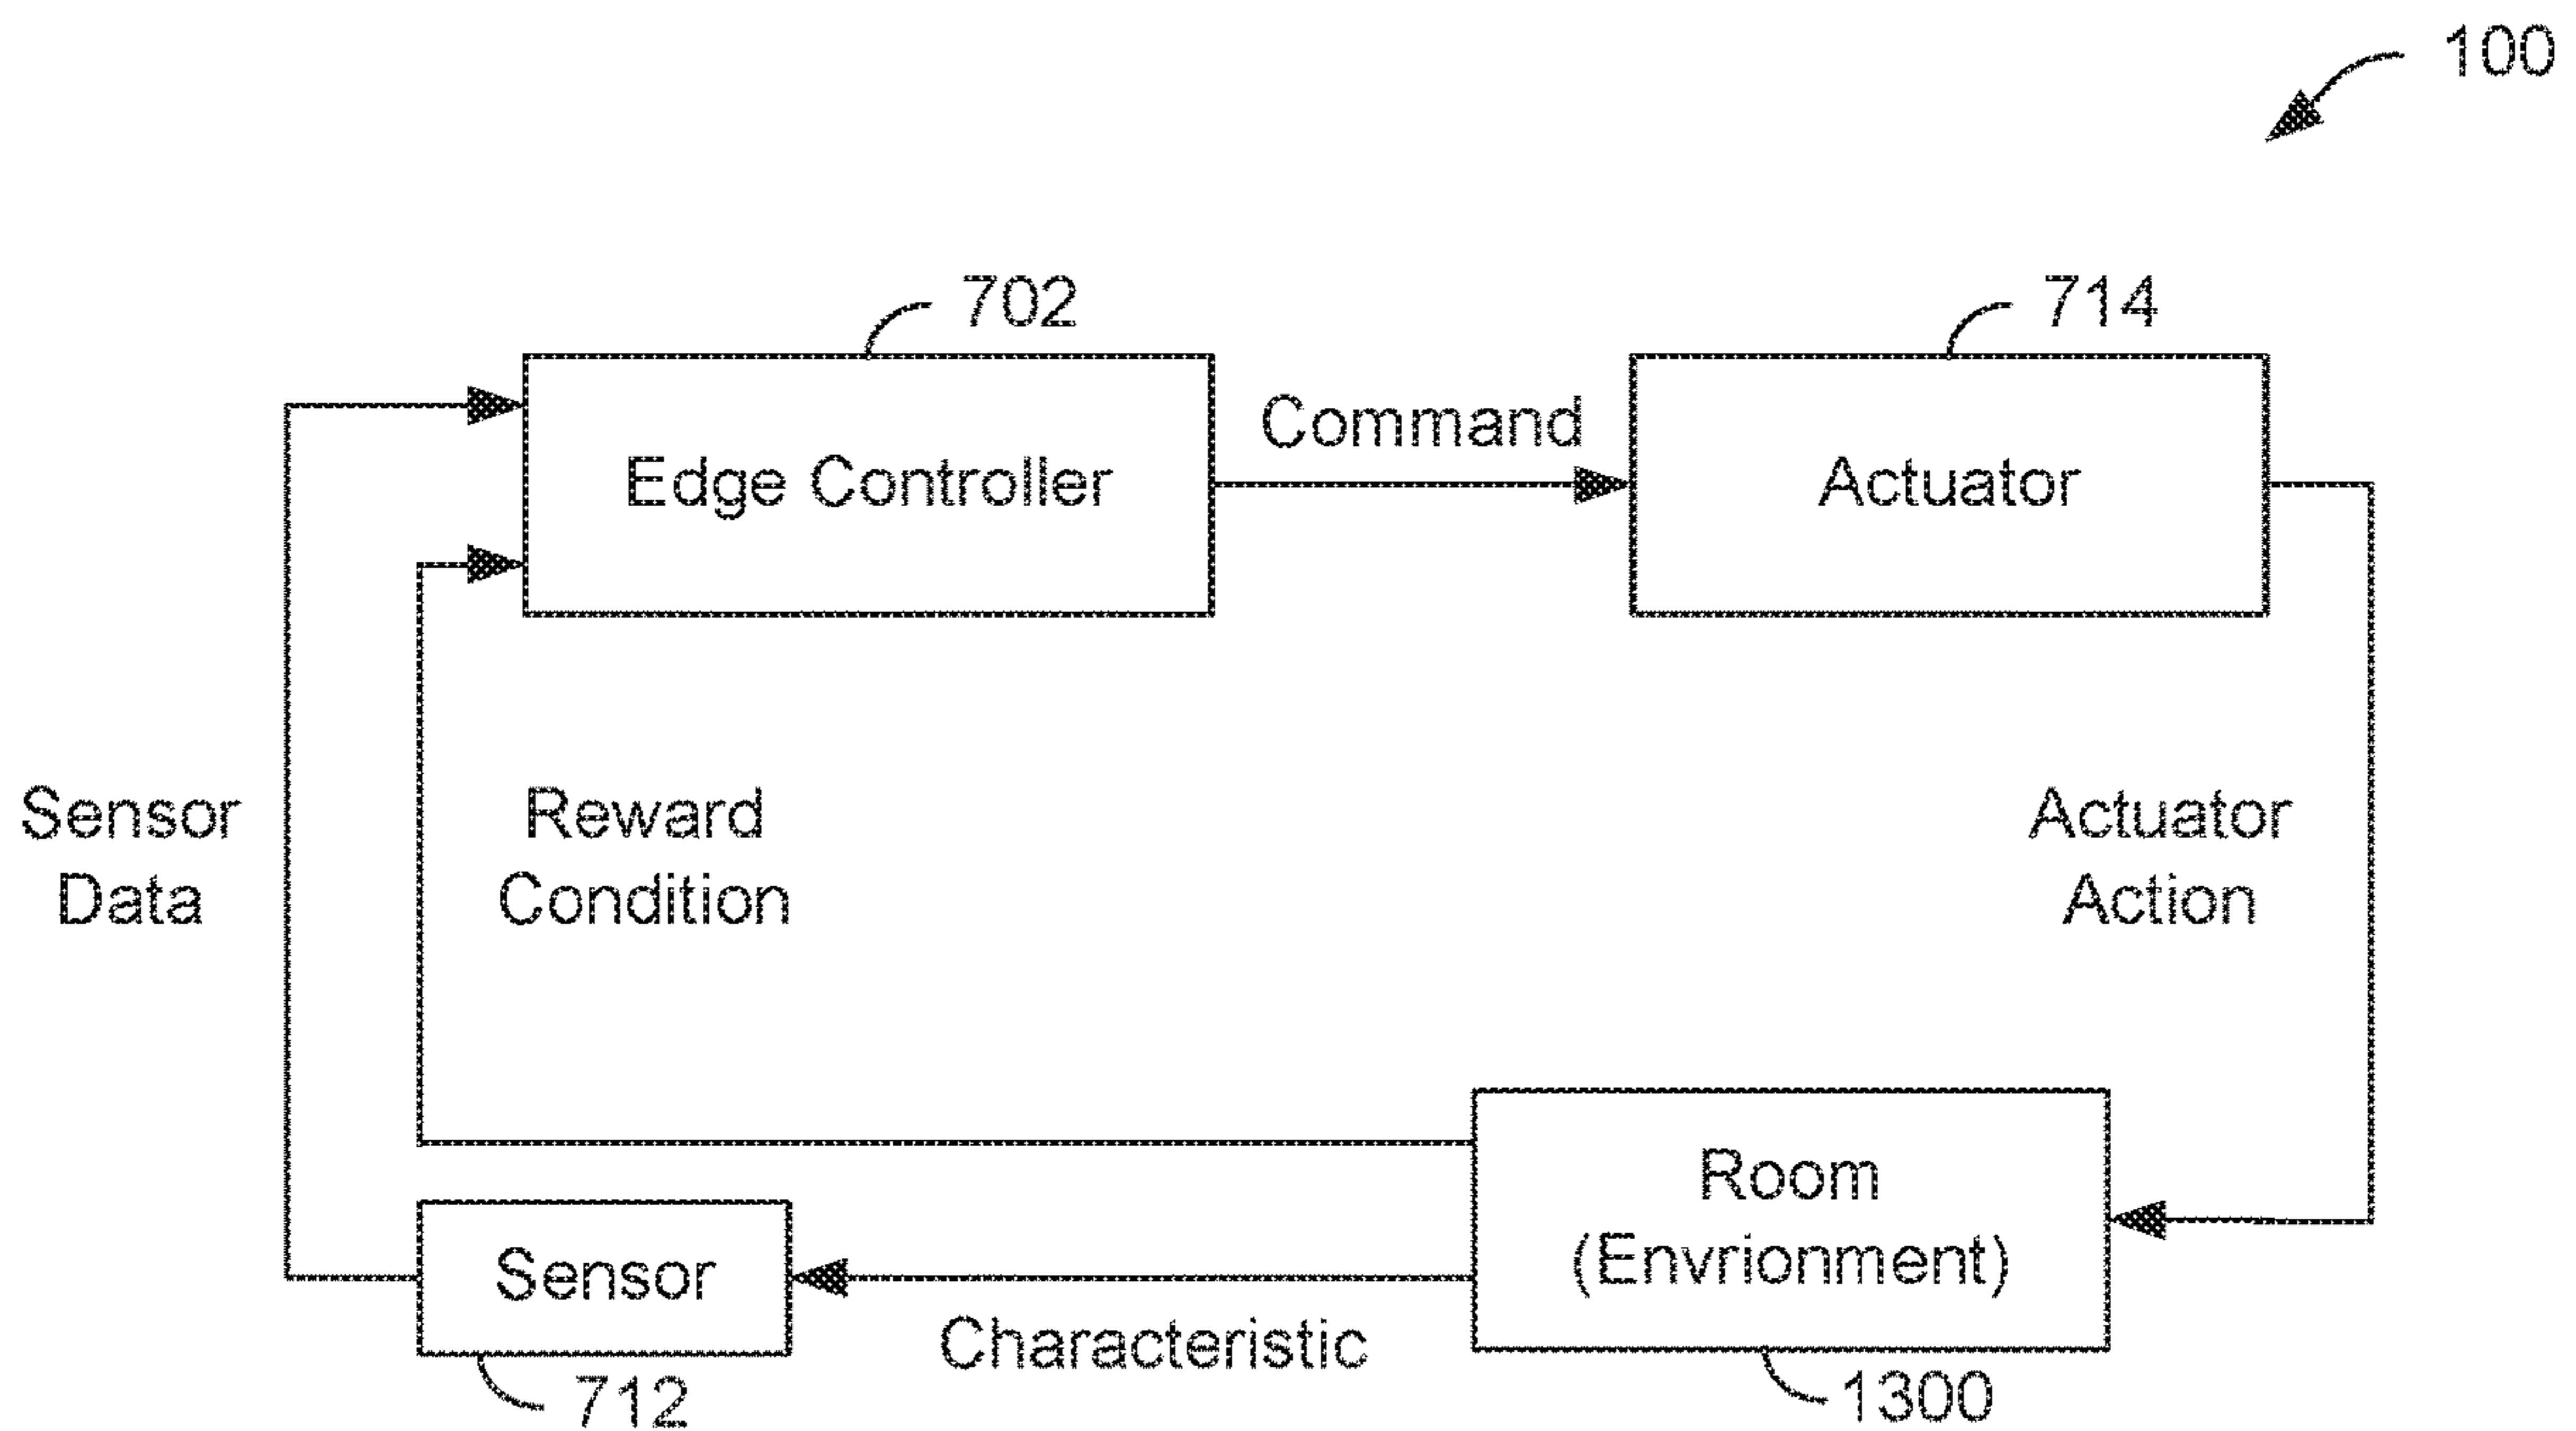 100
702
714
Edge Controller
Command
Actuator
Sensor
Data
Reward
Condition
Actuator
Action
Room
(Envrionment)
Sensor
Characteristic
712
1300